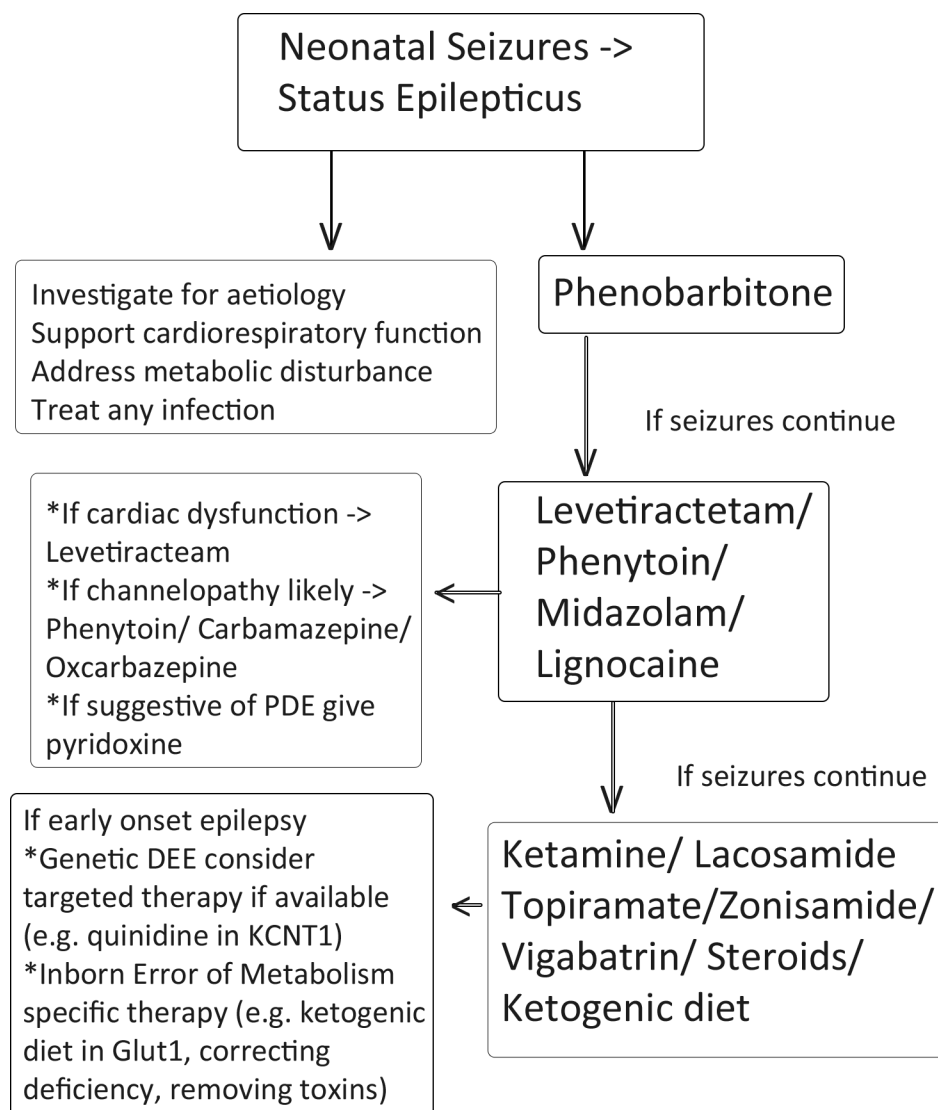 Neonatal Seizures ->
Status Epilepticus
Investigate for aetiology
Support cardiorespiratory function
Address metabolic disturbance
Treat any infection
Phenobarbitone
If seizures continue
Levetiractetam/
Phenytoin/
Midazolam/
Lignocaine
*If cardiac dysfunction ->
Levetiracteam
*If channelopathy likely ->
Phenytoin/ Carbamazepine/
Oxcarbazepine
*If suggestive of PDE give
pyridoxine
If seizures continue
Ketamine/ Lacosamide
Topiramate/Zonisamide/
Vigabatrin/ Steroids/
Ketogenic diet
If early onset epilepsy
*Genetic DEE consider
targeted therapy if available
(e.g. quinidine in KCNT1)
*Inborn Error of Metabolism
specific therapy (e.g. ketogenic
diet in Glut1, correcting
deficiency, removing toxins)